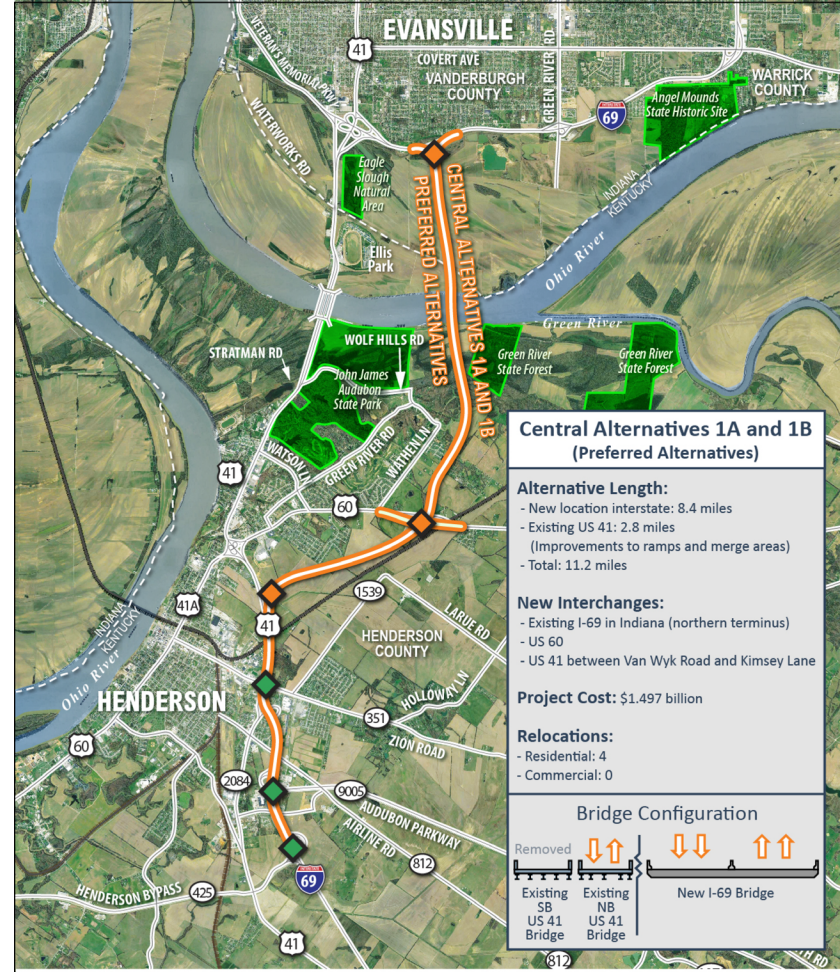 EVANSVILLE
41
COVERT AVE
VETERAN'S MEMORIAL PKWY
VANDERBURGH
COUNTY
GREEN RIVER RD
WARRICK
COUNTY
Angel Mounds
State Historic Site
69
WATERWORKS RD
Eagle
Slough
Natural
Area
INDIANA
KENTUCKY
Ellis
Park
Ohio River
CENTRAL ALTERNATIVES 1A AND 1B
PREFERRED ALTERNATIVES
Green River
STRATMAN RD
WOLF HILLS RD
John James
Audubon
State Park
Green River
State Forest
Green River
State Forest
WATSON LN
GREEN RIVER RD
WATHEN LN
41
60
41A
1539
LARUE RD
41
HENDERSON
COUNTY
INDIANA
KENTUCKY
Ohio River
HENDERSON
HOLLOWAY LN
351
ZION ROAD
60
2084
9005
AUDUBON PARKWAY
AIRLINE RD
812
69
HENDERSON BYPASS
425
41
812
TH RD
Central Alternatives 1A and 1B
(Preferred Alternatives)
Alternative Length:
- New location interstate: 8.4 miles
- Existing US 41: 2.8 miles
(Improvements to ramps and merge areas)
- Total: 11.2 miles
New Interchanges:
- Existing I-69 in Indiana (northern terminus)
- US 60
- US 41 between Van Wyk Road and Kimsey Lane
Project Cost: $1.497 billion
Relocations:
- Residential: 4
- Commercial: 0
Bridge Configuration
Removed
Existing
SB
US 41
Bridge
Existing
NB
US 41
Bridge
New I-69 Bridge